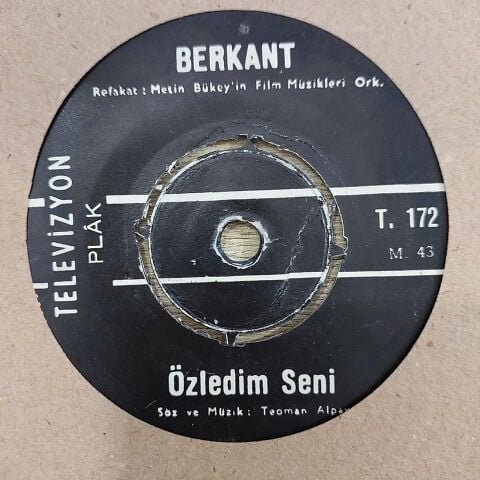 BERKANT
Refakat : Metin Bükey'in Film Müzikleri Ork.
TELEVİZYON
PLÂK
T. 172
M. 43
Özledim Seni
Söz ve Müzik: Teoman